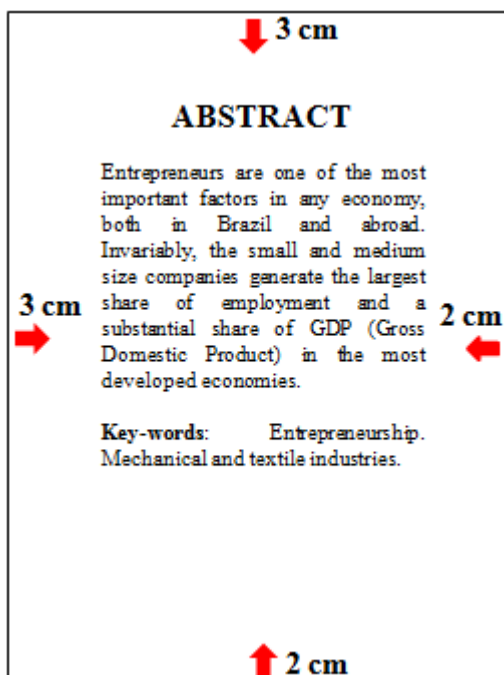 3 cm
ABSTRACT
Entrepreneurs are one of the most
important factors in any economy,
both in Brazil and abroad.
Invariably, the small and medium
size companies generate the largest
3 cm share of employment and a
substantial share of GDP (Gross 2 cm
Domestic Product) in the most
developed economies.
Key-words: Entrepreneurship.
Mechanical and textile industries.
2 cm